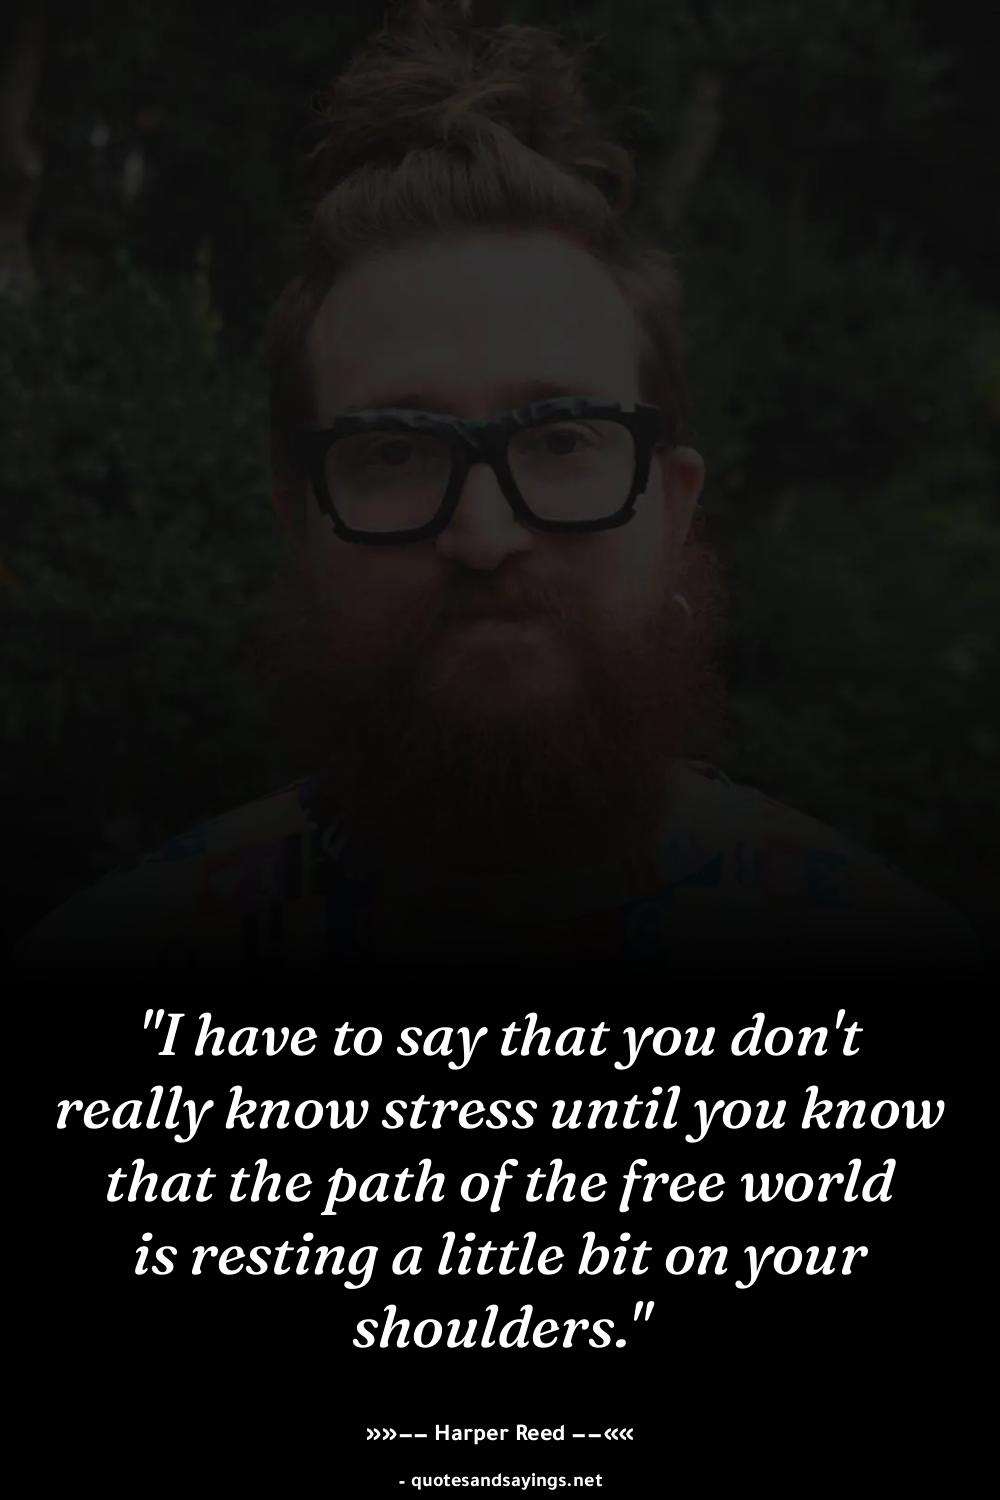 "I have to say that you don't
really know stress until you know
that the path of the free world
is resting a little bit on your
shoulders."
»»−− Harper Reed −−««
- quotesandsayings.net